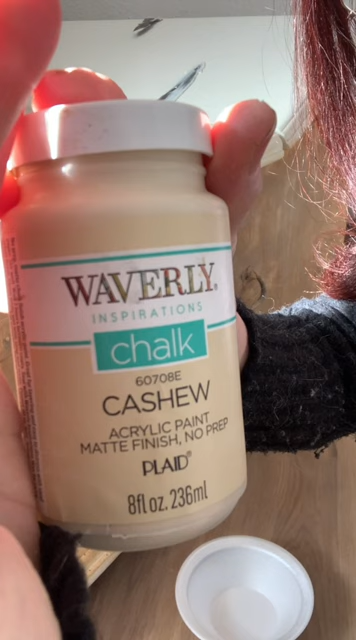 WAVERLY®
INSPIRATIONS
chalk
60708E
CASHEW
ACRYLIC PAINT
MATTE FINISH, NO PREP
PLAID®
8fl oz. 236ml